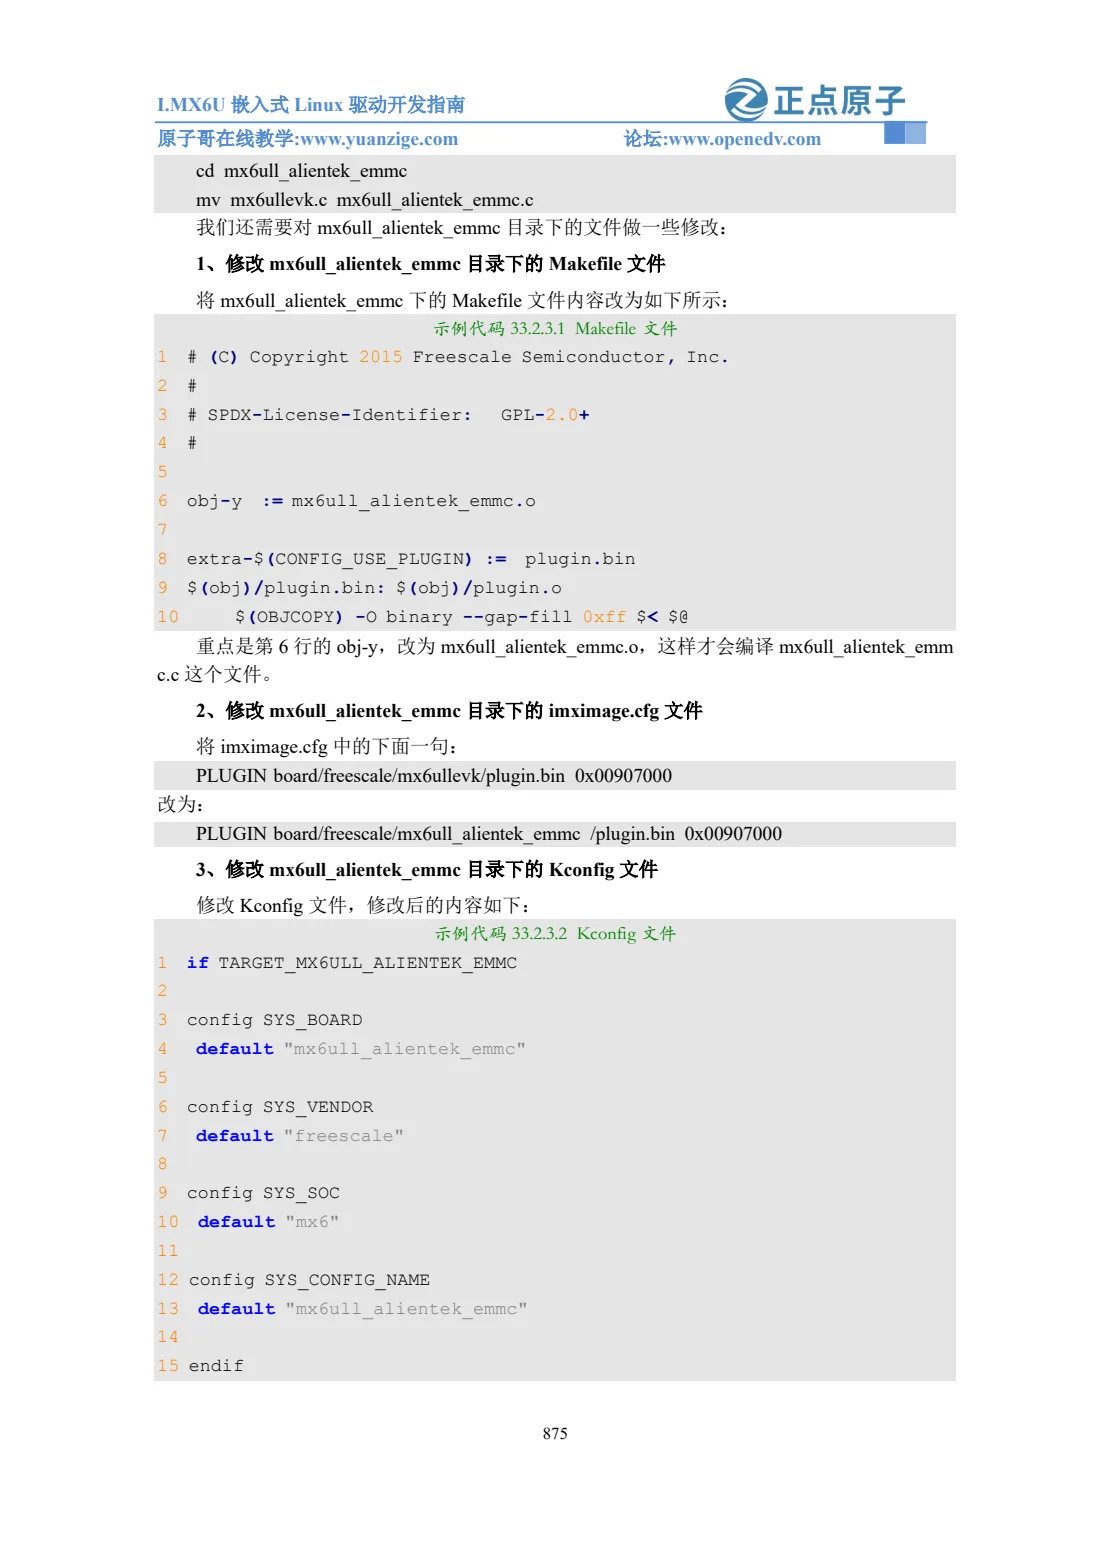 I.MX6U 嵌入式 Linux 驱动开发指南
正点原子
原子哥在线教学:www.yuanzige.com 论坛:www.openedv.com
cd mx6ull_alientek_emmc
mv mx6ullevk.c mx6ull_alientek_emmc.c
我们还需要对 mx6ull_alientek_emmc 目录下的文件做一些修改：
1、修改 mx6ull_alientek_emmc 目录下的 Makefile 文件
将 mx6ull_alientek_emmc 下的 Makefile 文件内容改为如下所示：
示例代码 33.2.3.1 Makefile 文件
1 # (C) Copyright 2015 Freescale Semiconductor, Inc.
2 #
3 # SPDX-License-Identifier: GPL-2.0+
4 #
5
6 obj-y := mx6ull_alientek_emmc.o
7
8 extra-$(CONFIG_USE_PLUGIN) := plugin.bin
9 $(obj)/plugin.bin: $(obj)/plugin.o
10 $(OBJCOPY) -O binary --gap-fill 0xff $< $@
重点是第 6 行的 obj-y，改为 mx6ull_alientek_emmc.o，这样才会编译 mx6ull_alientek_emm
c.c 这个文件。
2、修改 mx6ull_alientek_emmc 目录下的 imximage.cfg 文件
将 imximage.cfg 中的下面一句：
PLUGIN board/freescale/mx6ullevk/plugin.bin 0x00907000
改为：
PLUGIN board/freescale/mx6ull_alientek_emmc /plugin.bin 0x00907000
3、修改 mx6ull_alientek_emmc 目录下的 Kconfig 文件
修改 Kconfig 文件，修改后的内容如下：
示例代码 33.2.3.2 Kconfig 文件
1 if TARGET_MX6ULL_ALIENTEK_EMMC
2
3 config SYS_BOARD
4 default "mx6ull_alientek_emmc"
5
6 config SYS_VENDOR
7 default "freescale"
8
9 config SYS_SOC
10 default "mx6"
11
12 config SYS_CONFIG_NAME
13 default "mx6ull_alientek_emmc"
14
15 endif
875